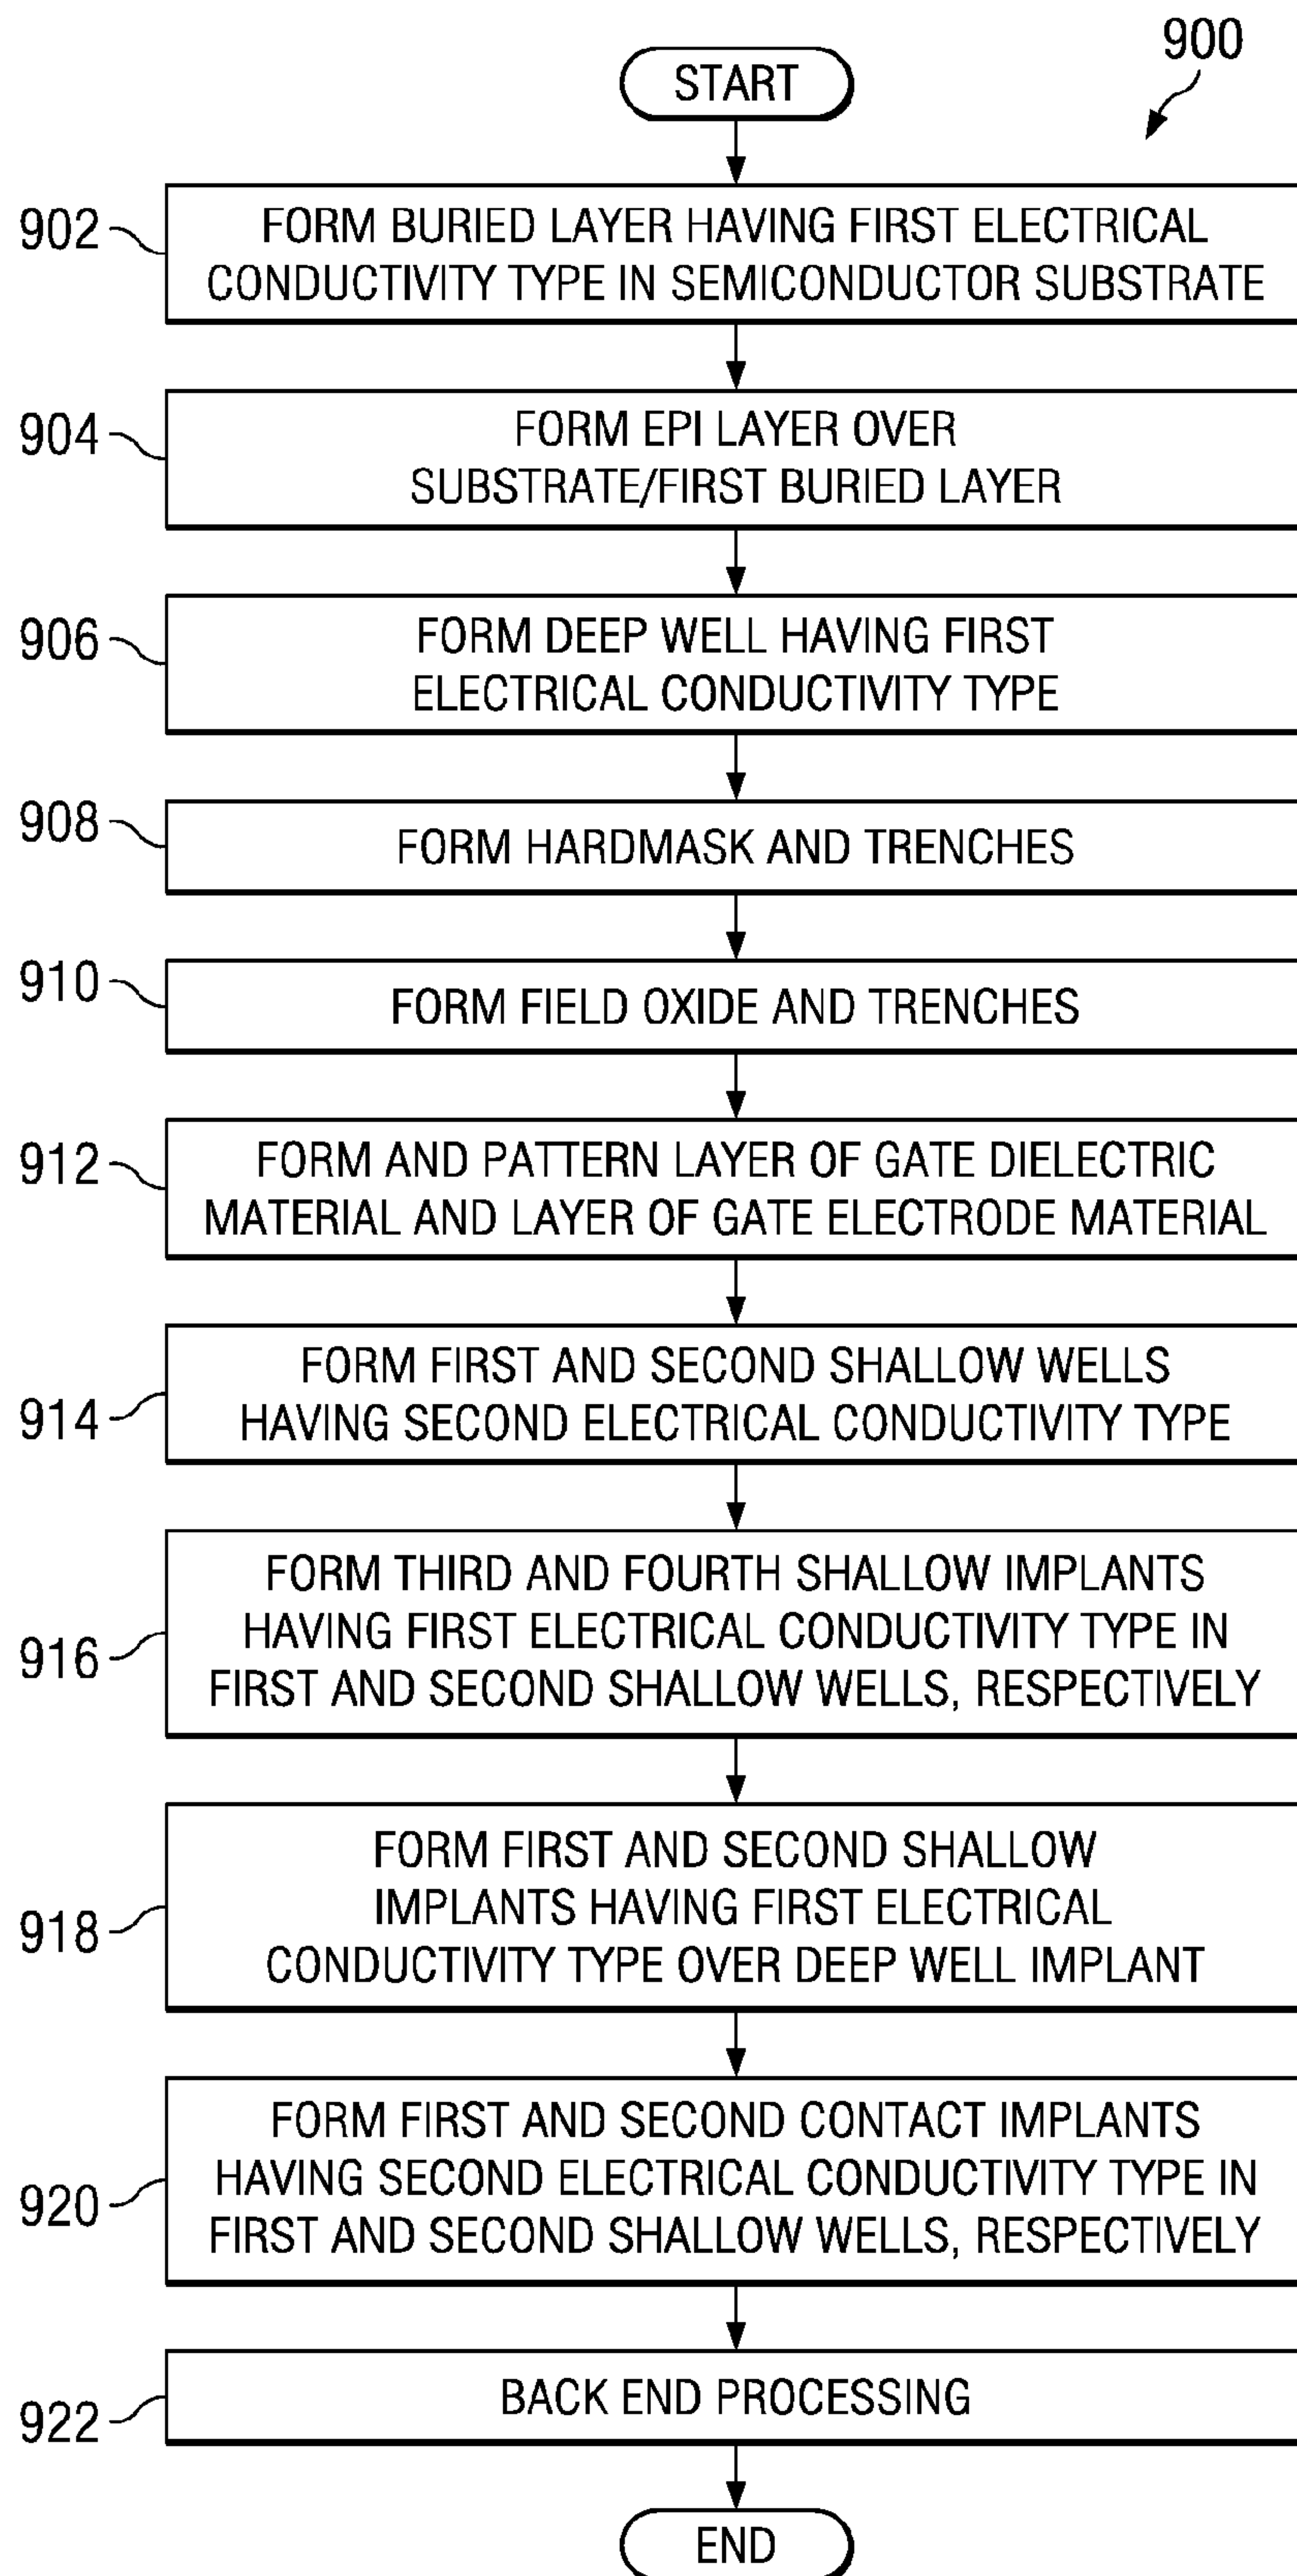 900
START
902
FORM BURIED LAYER HAVING FIRST ELECTRICAL
CONDUCTIVITY TYPE IN SEMICONDUCTOR SUBSTRATE
904
FORM EPI LAYER OVER
SUBSTRATE/FIRST BURIED LAYER
906
FORM DEEP WELL HAVING FIRST
ELECTRICAL CONDUCTIVITY TYPE
908
FORM HARDMASK AND TRENCHES
910
FORM FIELD OXIDE AND TRENCHES
912
FORM AND PATTERN LAYER OF GATE DIELECTRIC
MATERIAL AND LAYER OF GATE ELECTRODE MATERIAL
914
FORM FIRST AND SECOND SHALLOW WELLS
HAVING SECOND ELECTRICAL CONDUCTIVITY TYPE
916
FORM THIRD AND FOURTH SHALLOW IMPLANTS
HAVING FIRST ELECTRICAL CONDUCTIVITY TYPE IN
FIRST AND SECOND SHALLOW WELLS, RESPECTIVELY
918
FORM FIRST AND SECOND SHALLOW
IMPLANTS HAVING FIRST ELECTRICAL
CONDUCTIVITY TYPE OVER DEEP WELL IMPLANT
920
FORM FIRST AND SECOND CONTACT IMPLANTS
HAVING SECOND ELECTRICAL CONDUCTIVITY TYPE IN
FIRST AND SECOND SHALLOW WELLS, RESPECTIVELY
922
BACK END PROCESSING
END